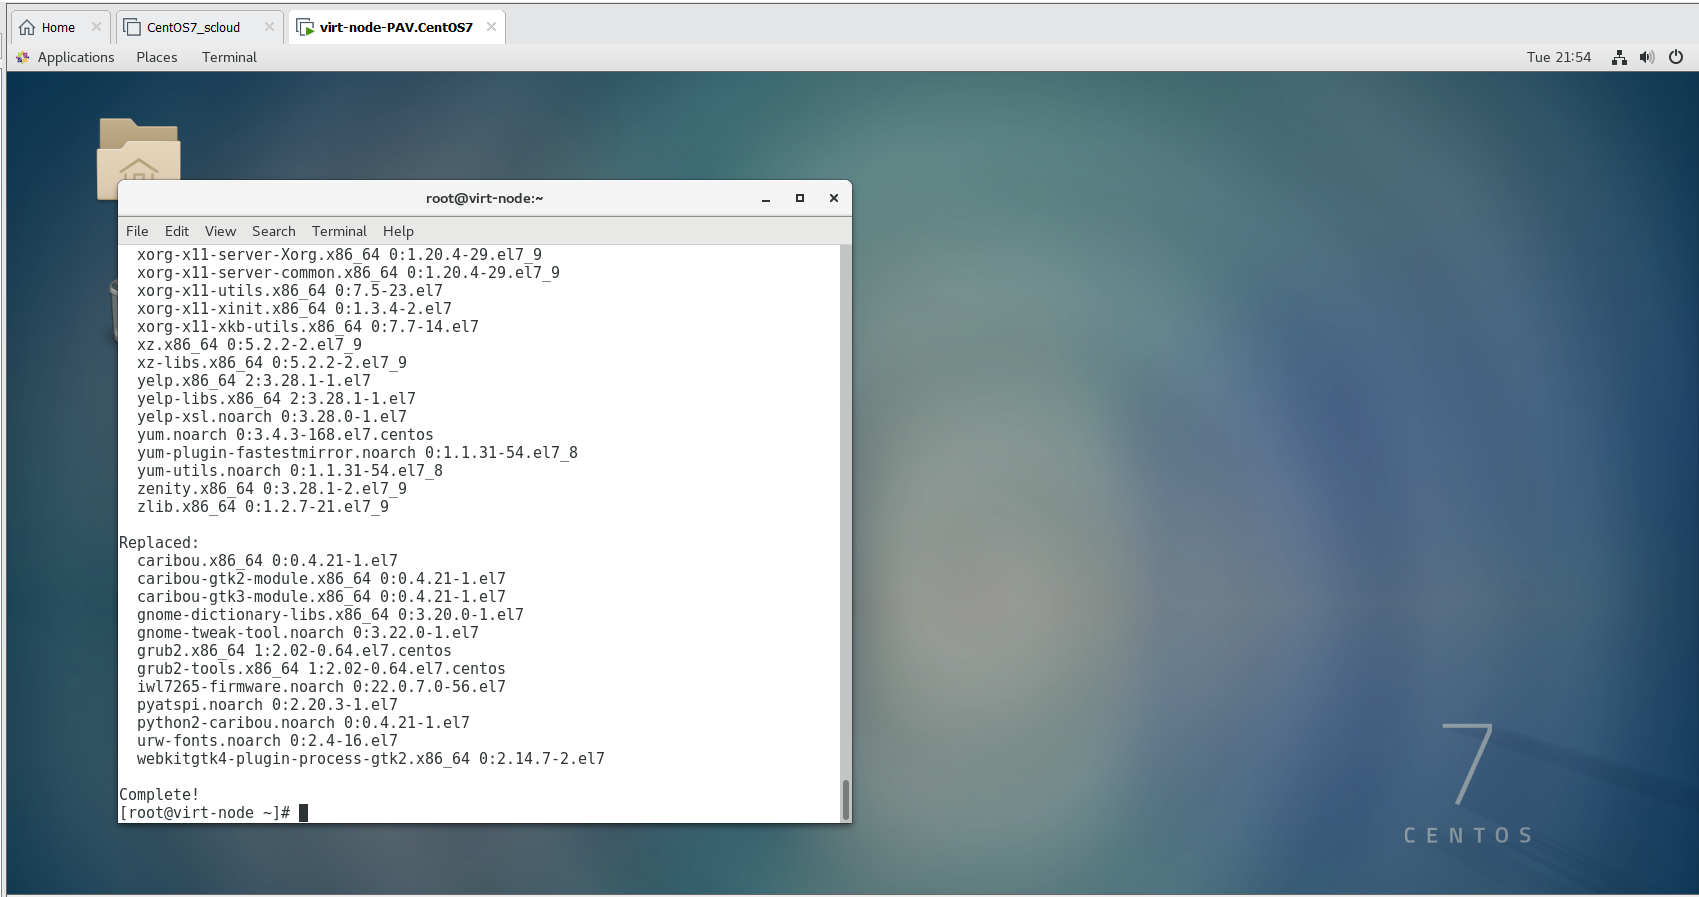 Home CentOS7_scloud virt-node-PAV.CentOS7
Applications Places Terminal Tue 21:54
root@virt-node:~
File Edit View Search Terminal Help
xorg-x11-server-Xorg.x86_64 0:1.20.4-29.el7_9
xorg-x11-server-common.x86_64 0:1.20.4-29.el7_9
xorg-x11-utils.x86_64 0:7.5-23.el7
xorg-x11-xinit.x86_64 0:1.3.4-2.el7
xorg-x11-xkb-utils.x86_64 0:7.7-14.el7
xz.x86_64 0:5.2.2-2.el7_9
xz-libs.x86_64 0:5.2.2-2.el7_9
yelp.x86_64 2:3.28.1-1.el7
yelp-libs.x86_64 2:3.28.1-1.el7
yelp-xsl.noarch 0:3.28.0-1.el7
yum.noarch 0:3.4.3-168.el7.centos
yum-plugin-fastestmirror.noarch 0:1.1.31-54.el7_8
yum-utils.noarch 0:1.1.31-54.el7_8
zenity.x86_64 0:3.28.1-2.el7_9
zlib.x86_64 0:1.2.7-21.el7_9
Replaced:
caribou.x86_64 0:0.4.21-1.el7
caribou-gtk2-module.x86_64 0:0.4.21-1.el7
caribou-gtk3-module.x86_64 0:0.4.21-1.el7
gnome-dictionary-libs.x86_64 0:3.20.0-1.el7
gnome-tweak-tool.noarch 0:3.22.0-1.el7
grub2.x86_64 1:2.02-0.64.el7.centos
grub2-tools.x86_64 1:2.02-0.64.el7.centos
iwl7265-firmware.noarch 0:22.0.7.0-56.el7
pyatspi.noarch 0:2.20.3-1.el7
python2-caribou.noarch 0:0.4.21-1.el7
urw-fonts.noarch 0:2.4-16.el7
webkitgtk4-plugin-process-gtk2.x86_64 0:2.14.7-2.el7
Complete!
[root@virt-node ~]#
7
CENTOS